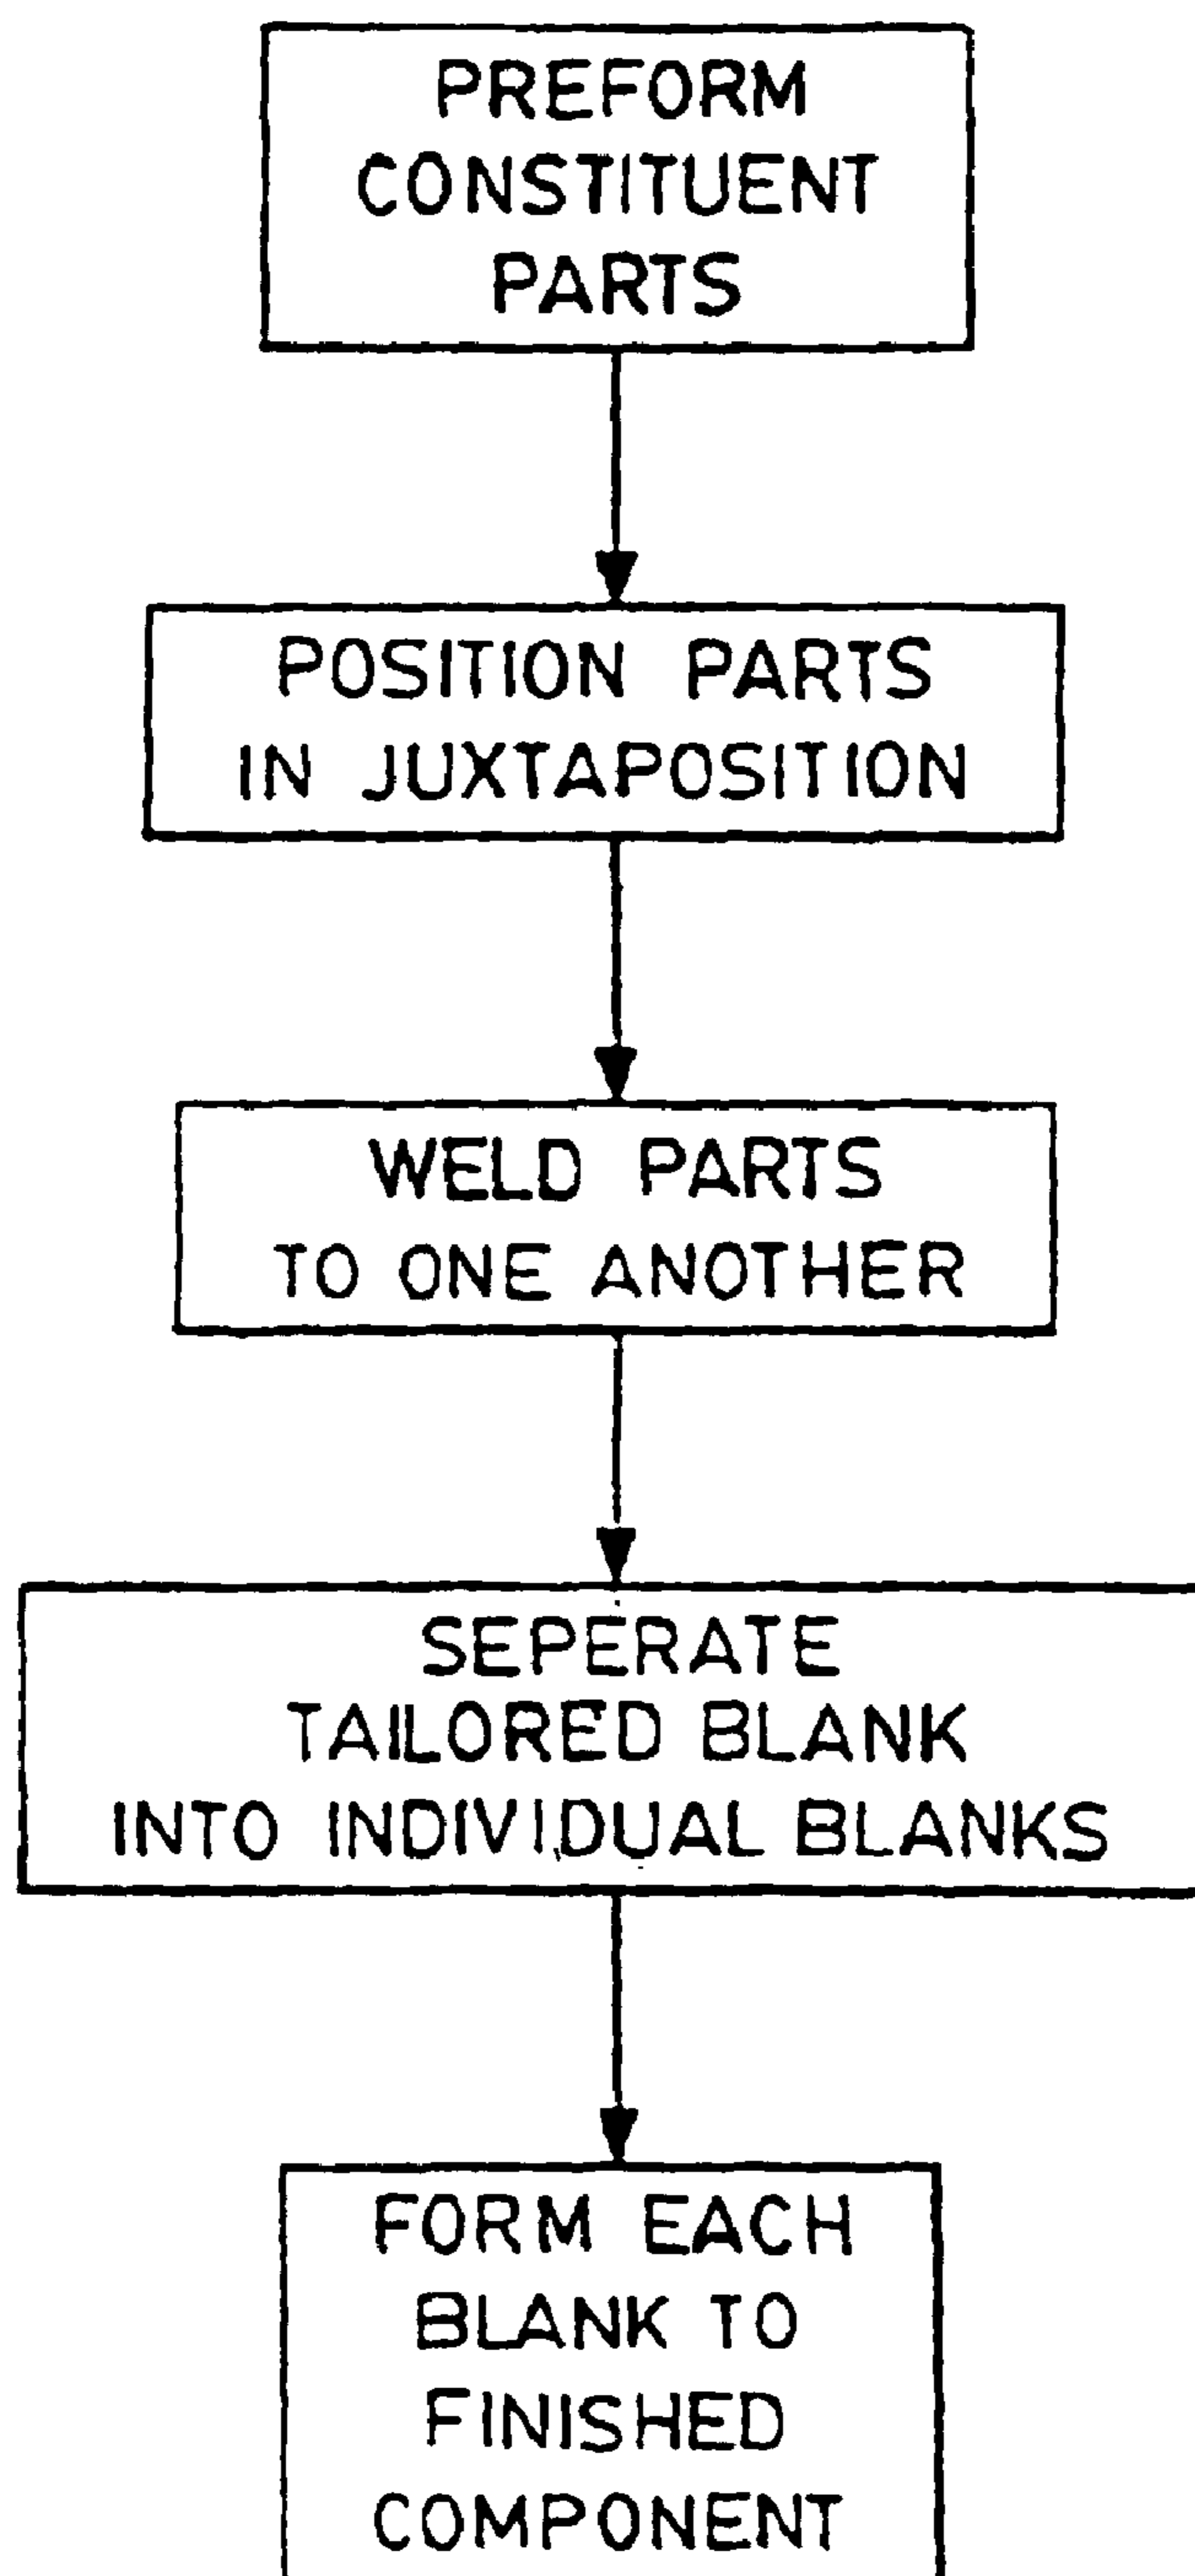 PREFORM
CONSTITUENT
PARTS
POSITION PARTS
IN JUXTAPOSITION
WELD PARTS
TO ONE ANOTHER
SEPERATE
TAILORED BLANK
INTO INDIVIDUAL BLANKS
FORM EACH
BLANK TO
FINISHED
COMPONENT